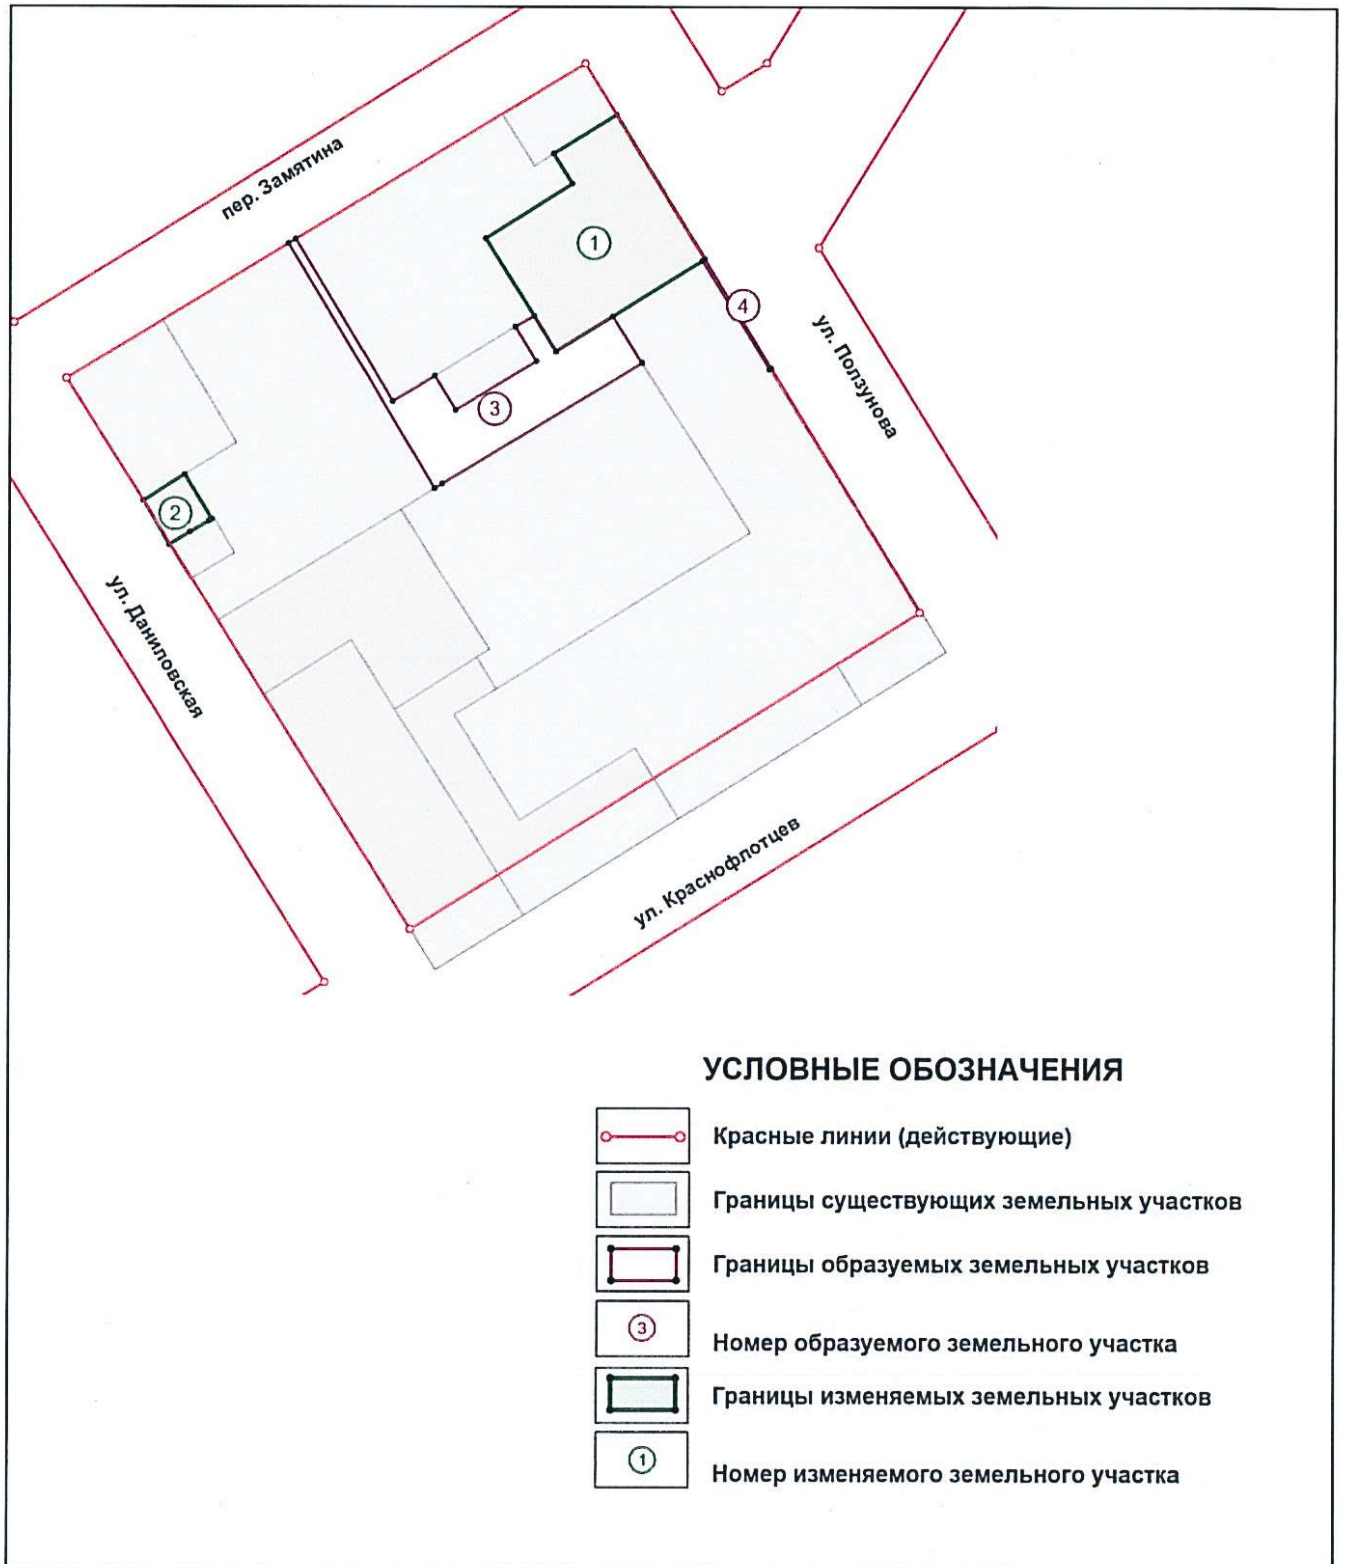 пер. Замятина
1
4
ул. Ползунова
3
2
ул. Даниловская
ул. Краснофлотцев
УСЛОВНЫЕ ОБОЗНАЧЕНИЯ
Красные линии (действующие)
Границы существующих земельных участков
Границы образуемых земельных участков
3
Номер образуемого земельного участка
Границы изменяемых земельных участков
1
Номер изменяемого земельного участка